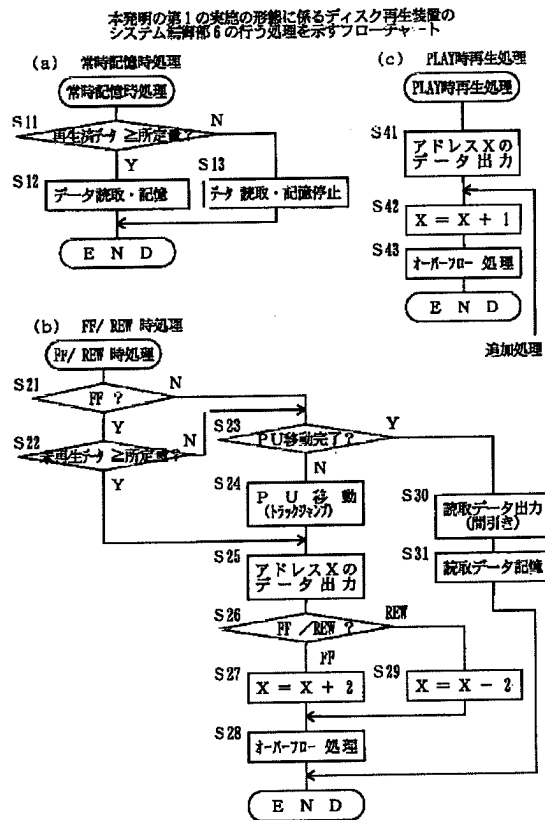 本発明の第1の実施の形態に係るディスク再生装置の
システム制御部6の行う処理を示すフローチャート
(a) 常時記憶時処理
常時記憶時処理
S11
再生済データ ≧所定量?
N
Y
S12
データ読取・記憶
S13
データ 読取・記憶停止
END
(c) PLAY時再生処理
PLAY時再生処理
S41
アドレスXの
データ出力
S42
X = X + 1
S43
オーバーフロー 処理
END
追加処理
(b) FF/ REW 時処理
FF/ REW 時処理
S21
FF ?
N
Y
S22
未再生データ ≧所定量?
N
Y
S23
PU移動完了?
Y
N
S24
PU移動
(トラックジャンプ)
S25
アドレスXの
データ出力
S26
FF /REW ?
REW
FF
S27
X = X + 2
S29
X = X - 2
S28
オーバーフロー 処理
S30
読取データ出力
(間引き)
S31
読取データ記憶
END